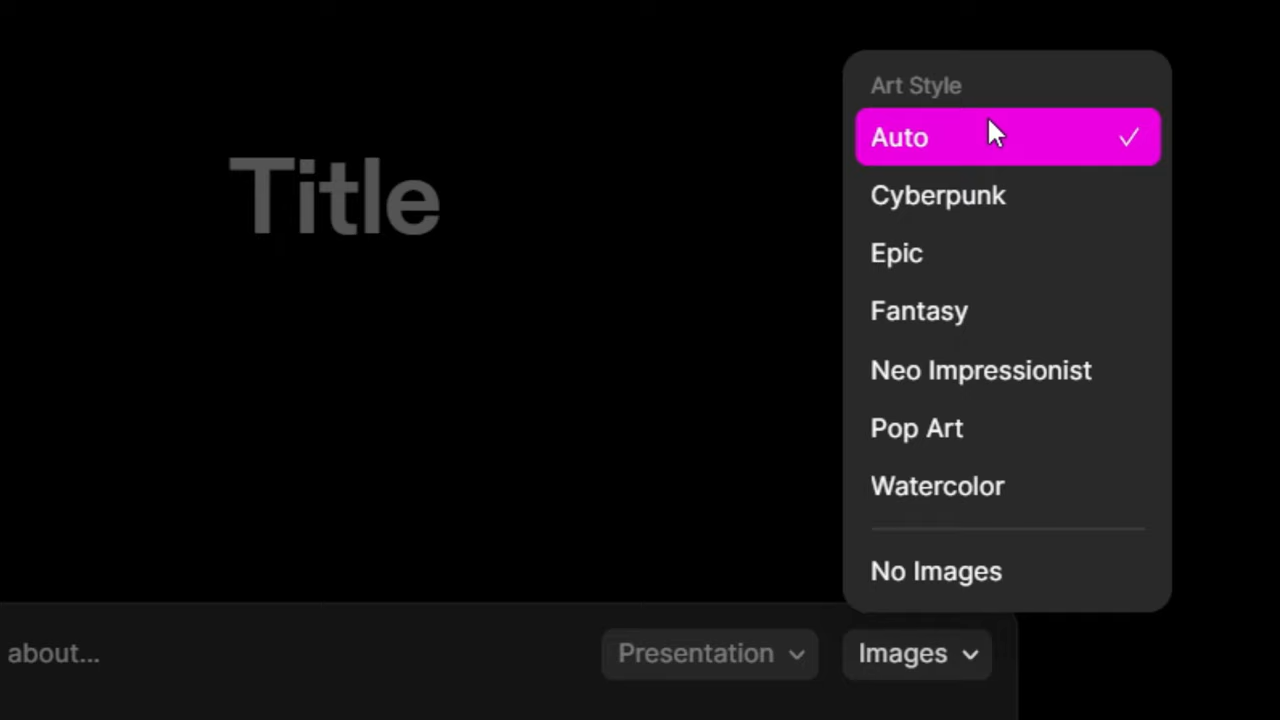 Art Style
Auto
Title
Cyberpunk
Epic
Fantasy
Neo Impressionist
Pop Art
Watercolor
No Images
about...
Presentation
Images